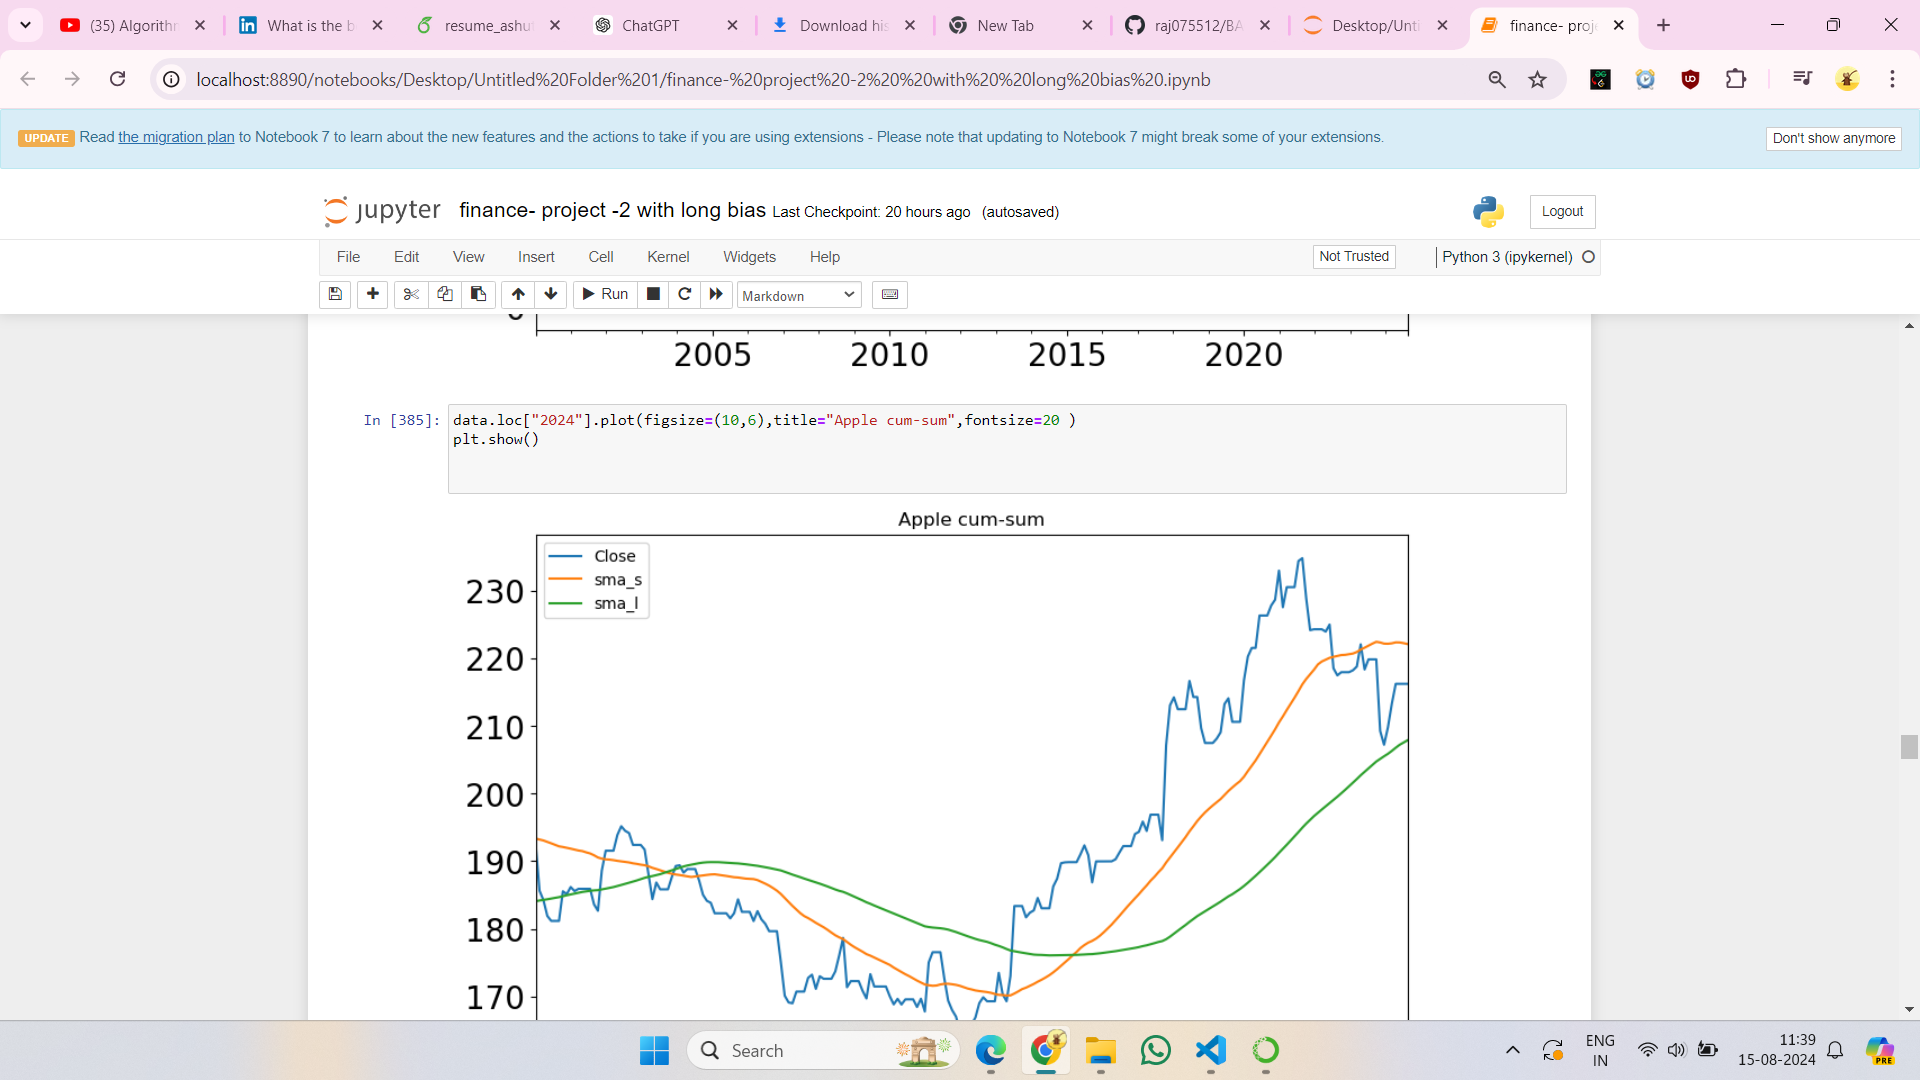 (35) Algorithm
What is the b
resume_ashut
ChatGPT
Download his
New Tab
raj075512/BA
Desktop/Unti
finance- proje
localhost:8890/notebooks/Desktop/Untitled%20Folder%201/finance-%20project%20-2%20%20with%20%20long%20bias%20.ipynb
UPDATE Read the migration plan to Notebook 7 to learn about the new features and the actions to take if you are using extensions - Please note that updating to Notebook 7 might break some of your extensions.
Don't show anymore
jupyter finance- project -2 with long bias Last Checkpoint: 20 hours ago (autosaved)
Logout
File Edit View Insert Cell Kernel Widgets Help
Not Trusted
Python 3 (ipykernel)
Run
Markdown
2005 2010 2015 2020
In [385]: data.loc["2024"].plot(figsize=(10,6),title="Apple cum-sum",fontsize=20 )
plt.show()
Apple cum-sum
Close
sma_s
sma_l
230
220
210
200
190
180
170
Search
PRE
ENG
IN
11:39
15-08-2024